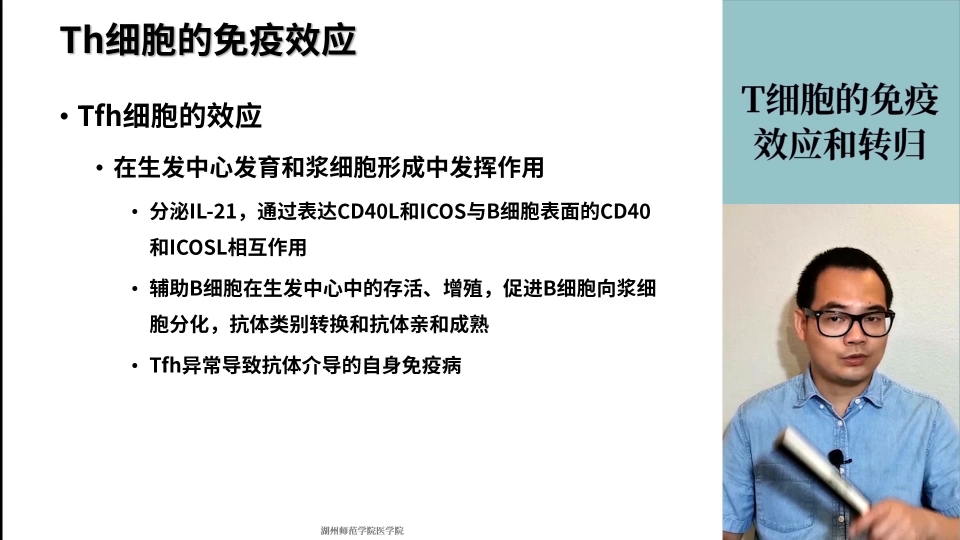 Th细胞的免疫效应
• Tfh细胞的效应
• 在生发中心发育和浆细胞形成中发挥作用
• 分泌IL-21，通过表达CD40L和ICOS与B细胞表面的CD40
和ICOSL相互作用
• 辅助B细胞在生发中心中的存活、增殖，促进B细胞向浆细
胞分化，抗体类别转换和抗体亲和成熟
• Tfh异常导致抗体介导的自身免疫病
湖州师范学院医学院
T细胞的免疫
效应和转归